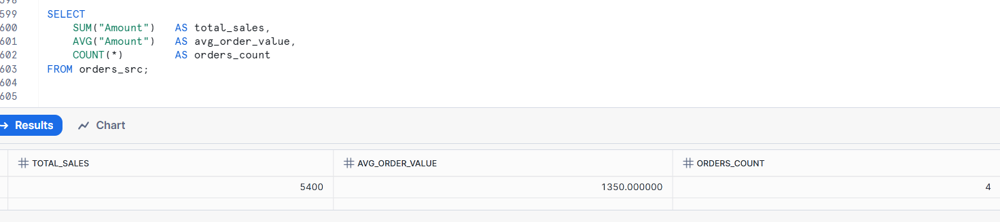 598
599 SELECT
600 SUM("Amount") AS total_sales,
601 AVG("Amount") AS avg_order_value,
602 COUNT(*) AS orders_count
603 FROM orders_src;
604
605
→ Results Chart
# TOTAL_SALES # AVG_ORDER_VALUE # ORDERS_COUNT
5400 1350.000000 4